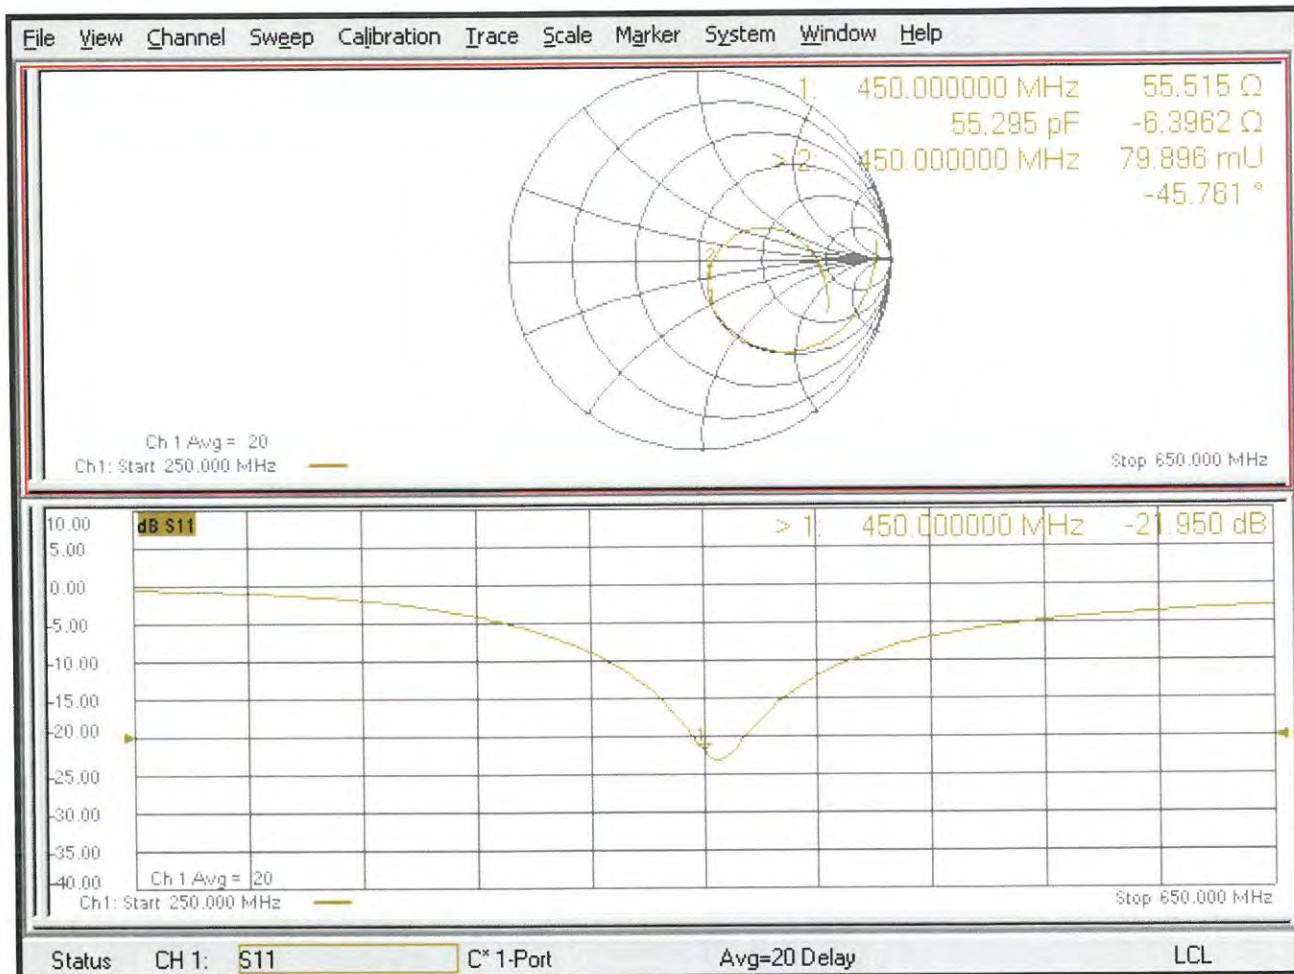 File View Channel Sweep Calibration Trace Scale Marker System Window Help
1: 450.000000 MHz 55.515 Ω
55.295 pF -6.3962 Ω
> 2: 450.000000 MHz 79.896 mU
-45.761 °
2
Ch 1 Avg = 20
Ch1: Start 250.000 MHz
Stop 650.000 MHz
10.00
dB S11
> 1: 450.000000 MHz -21.950 dB
5.00
0.00
-5.00
-10.00
-15.00
-20.00
1
-25.00
-30.00
-35.00
-40.00
Ch 1 Avg = 20
Ch1: Start 250.000 MHz
Stop 650.000 MHz
Status CH 1: S11 C* 1-Port Avg=20 Delay LCL